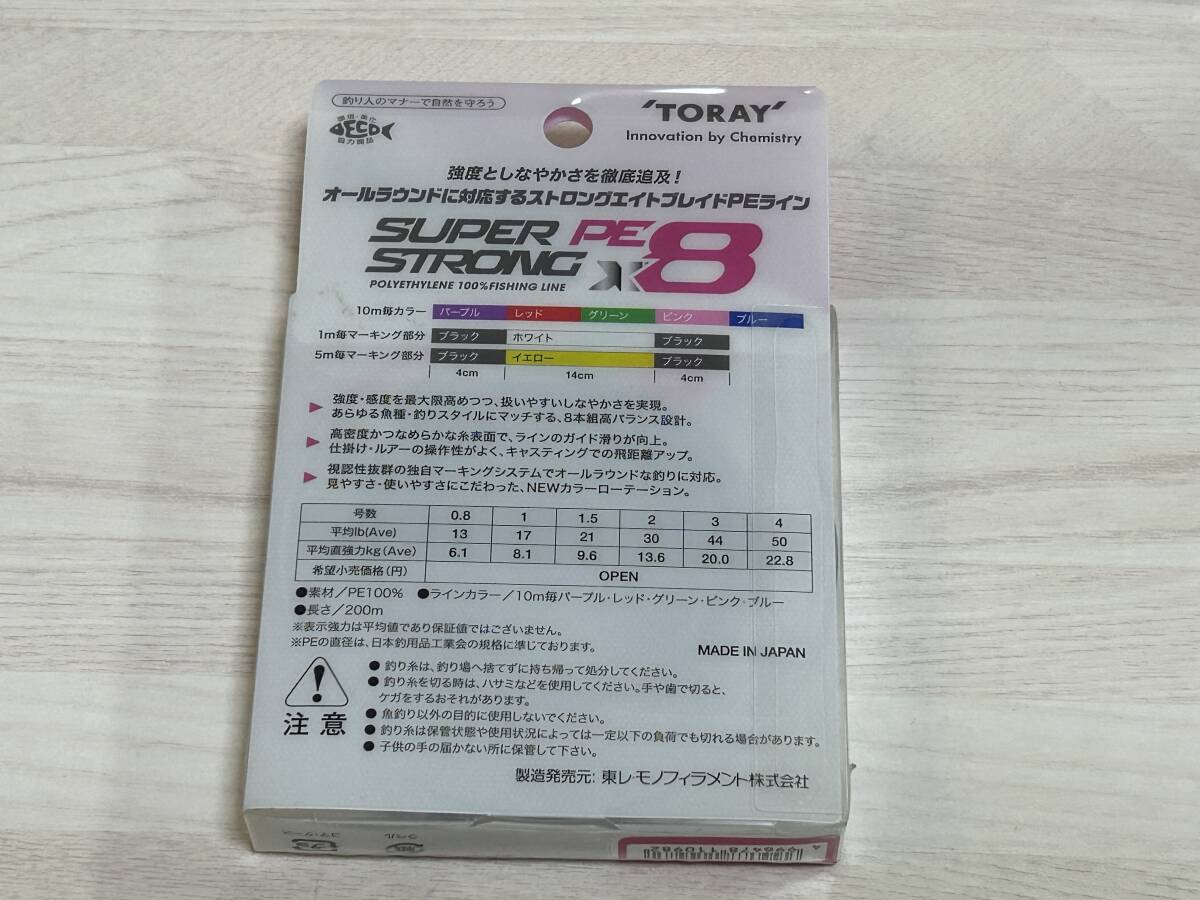 釣り人のマナーで自然を守ろう
環境・美化
ECO
協力商品
'TORAY'
Innovation by Chemistry
強度としなやかさを徹底追及!
オールラウンドに対応するストロングエイトブレイドPEライン
SUPER PE
STRONG X8
POLYETHYLENE 100%FISHING LINE
10m毎カラー パープル レッド グリーン ピンク ブルー
1m毎マーキング部分 ブラック ホワイト ブラック
5m毎マーキング部分 ブラック イエロー ブラック
4cm 14cm 4cm
強度・感度を最大限高めつつ、扱いやすいしなやかさを実現。
あらゆる魚種・釣りスタイルにマッチする、8本組高バランス設計。
高密度かつなめらかな糸表面で、ラインのガイド滑りが向上。
仕掛け・ルアーの操作性がよく、キャスティングでの飛距離アップ。
視認性抜群の独自マーキングシステムでオールラウンドな釣りに対応。
見やすさ・使いやすさにこだわった、NEWカラーローテーション。
号数 0.8 1 1.5 2 3 4
平均lb(Ave) 13 17 21 30 44 50
平均直強力kg(Ave) 6.1 8.1 9.6 13.6 20.0 22.8
希望小売価格(円) OPEN
●素材/PE100% ●ラインカラー/10m毎パープル・レッド・グリーン・ピンク・ブルー
●長さ/200m
※表示強力は平均値であり保証値ではございません。
※PEの直径は、日本釣用品工業会の規格に準じております。
MADE IN JAPAN
注意
● 釣り糸は、釣り場へ捨てずに持ち帰って処分してください。
● 釣り糸を切る時は、ハサミなどを使用してください。手や歯で切ると、
ケガをするおそれがあります。
● 魚釣り以外の目的に使用しないでください。
● 釣り糸は保管状態や使用状況によっては一定以下の負荷でも切れる場合があります。
● 子供の手の届かない所に保管して下さい。
製造発売元: 東レ・モノフィラメント株式会社
コマ・ケース
ラベル
プラ
紙
4 996478 110982